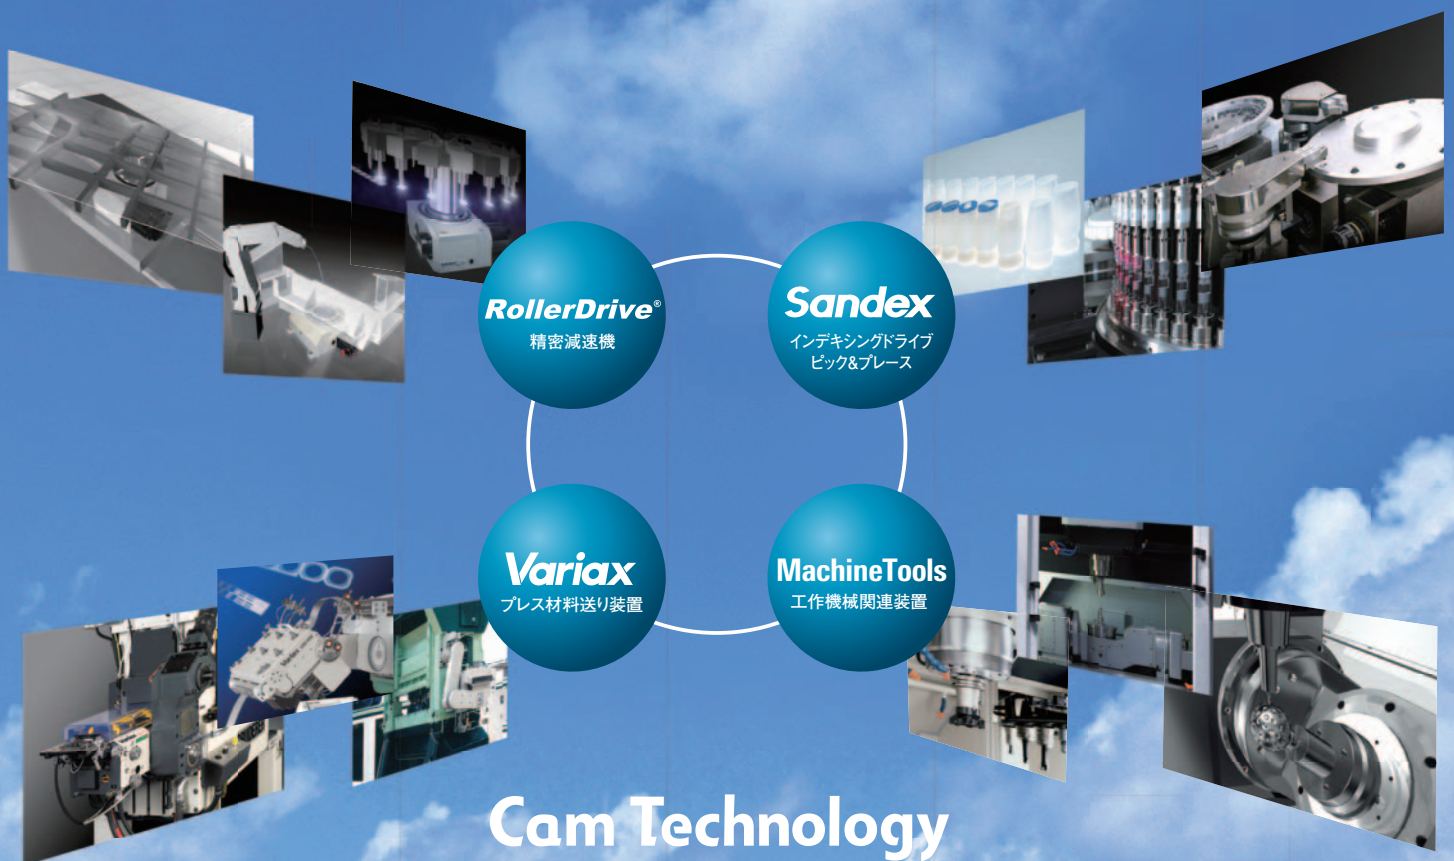 RollerDrive®
精密減速機
Sandex
インデキシングドライブ
ピック&プレース
Variax
プレス材料送り装置
MachineTools
工作機械関連装置
Cam Technology